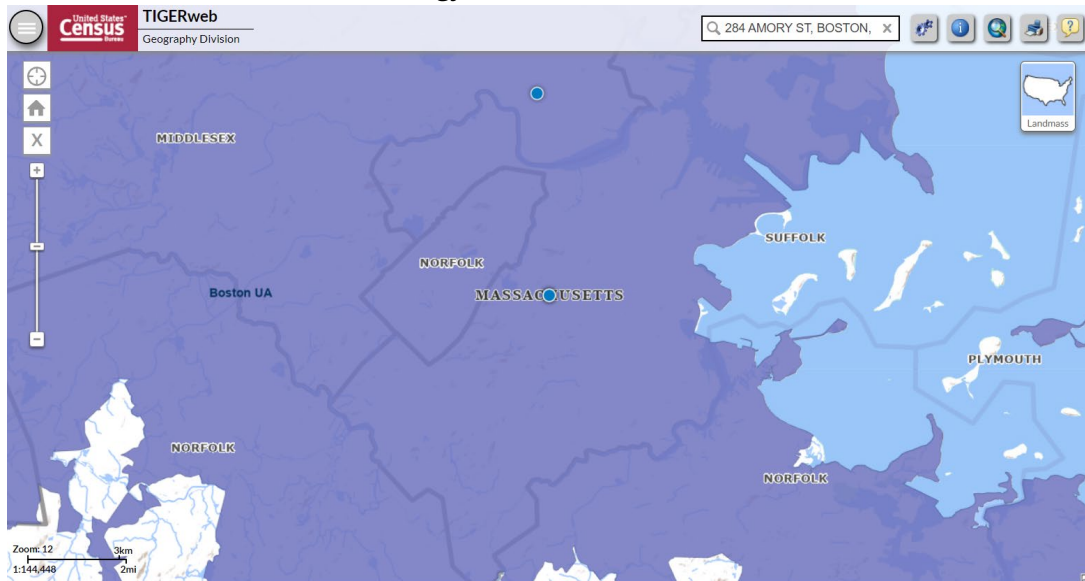 United States®
Census
Bureau
TIGERweb
Geography Division
284 AMORY ST, BOSTON,
X
Landmass
X
MIDDLESEX
SUFFOLK
NORFOLK
Boston UA
MASSACHUSETTS
PLYMOUTH
NORFOLK
NORFOLK
Zoom: 12
3km
1:144,448
2mi